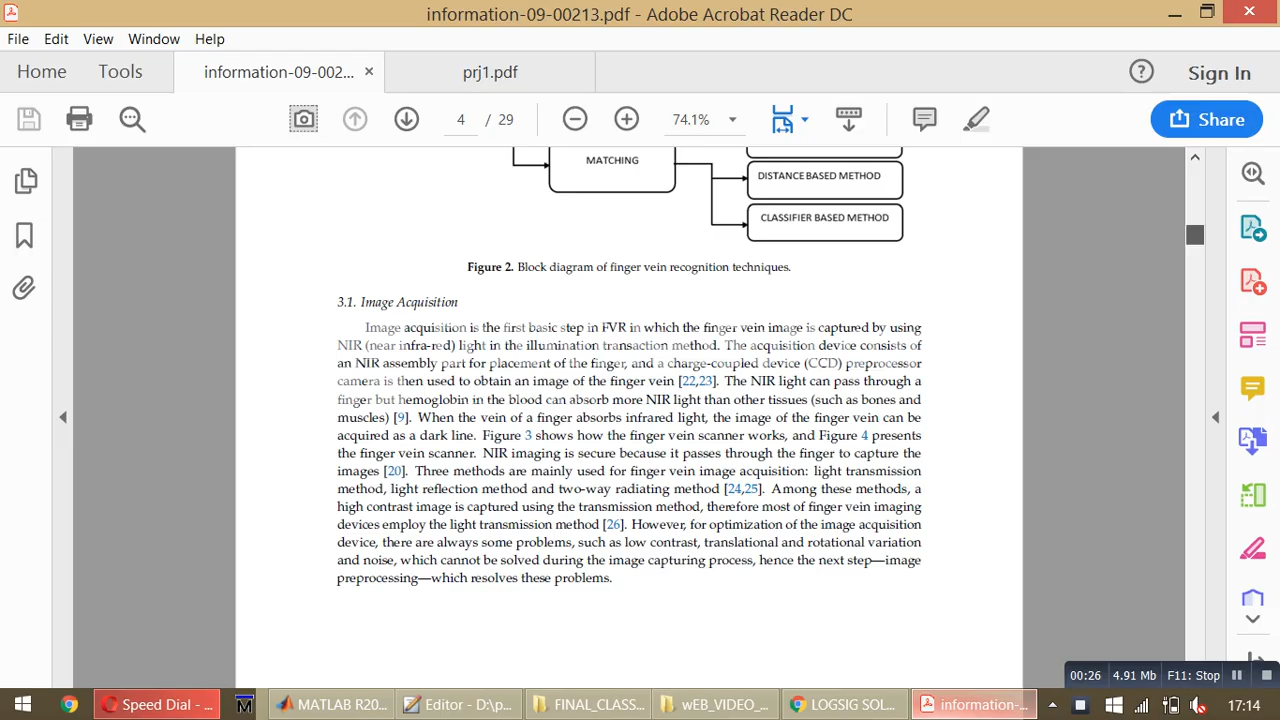 information-09-00213.pdf - Adobe Acrobat Reader DC
File Edit View Window Help
Home Tools information-09-002... × prj1.pdf Sign In
4 / 29 74.1% Share
MATCHING
DISTANCE BASED METHOD
CLASSIFIER BASED METHOD
Figure 2. Block diagram of finger vein recognition techniques.
3.1. Image Acquisition
Image acquisition is the first basic step in FVR in which the finger vein image is captured by using
NIR (near infra-red) light in the illumination transaction method. The acquisition device consists of
an NIR assembly part for placement of the finger, and a charge-coupled device (CCD) preprocessor
camera is then used to obtain an image of the finger vein [22,23]. The NIR light can pass through a
finger but hemoglobin in the blood can absorb more NIR light than other tissues (such as bones and
muscles) [9]. When the vein of a finger absorbs infrared light, the image of the finger vein can be
acquired as a dark line. Figure 3 shows how the finger vein scanner works, and Figure 4 presents
the finger vein scanner. NIR imaging is secure because it passes through the finger to capture the
images [20]. Three methods are mainly used for finger vein image acquisition: light transmission
method, light reflection method and two-way radiating method [24,25]. Among these methods, a
high contrast image is captured using the transmission method, therefore most of finger vein imaging
devices employ the light transmission method [26]. However, for optimization of the image acquisition
device, there are always some problems, such as low contrast, translational and rotational variation
and noise, which cannot be solved during the image capturing process, hence the next step—image
preprocessing—which resolves these problems.
00:26 4.91 Mb F11: Stop
Speed Dial - ... MATLAB R20... Editor - D:\p... FINAL_CLASS... wEB_VIDEO_... LOGSIG SOL... information-... 17:14